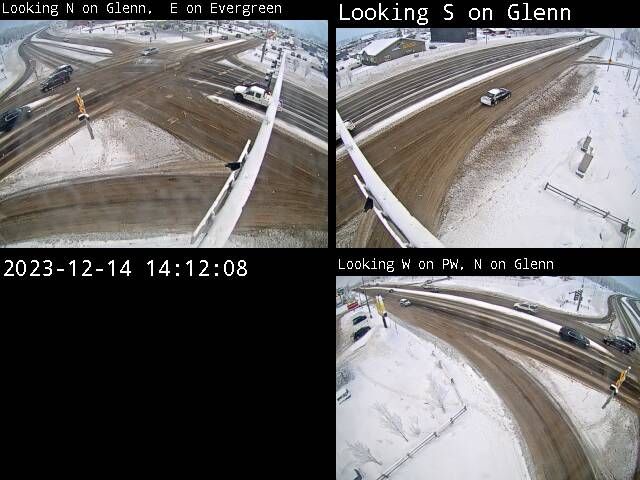 Looking N on Glenn,  E on Evergreen
Looking S on Glenn
2023-12-14 14:12:08
Looking W on PW, N on Glenn